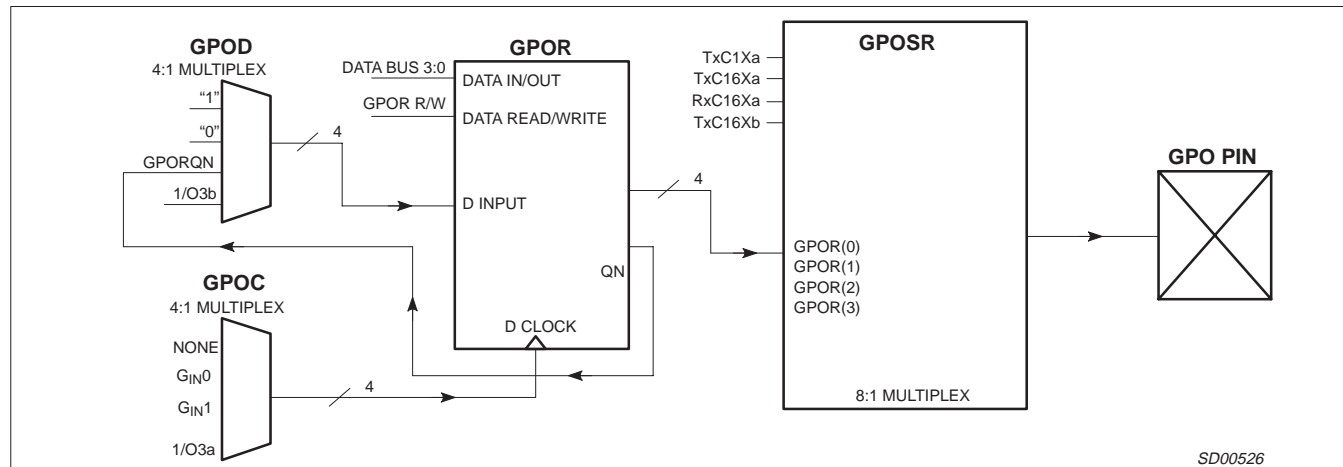 GPOD
4:1 MULTIPLEX
“1”
“0”
GPORQN
1/O3b
4
GPOC
4:1 MULTIPLEX
NONE
GIN0
GIN1
1/O3a
4
GPOR
DATA BUS 3:0
DATA IN/OUT
GPOR R/W
DATA READ/WRITE
D INPUT
QN
D CLOCK
4
GPOSR
TxC1Xa
TxC16Xa
RxC16Xa
TxC16Xb
GPOR(0)
GPOR(1)
GPOR(2)
GPOR(3)
8:1 MULTIPLEX
GPO PIN
SD00526